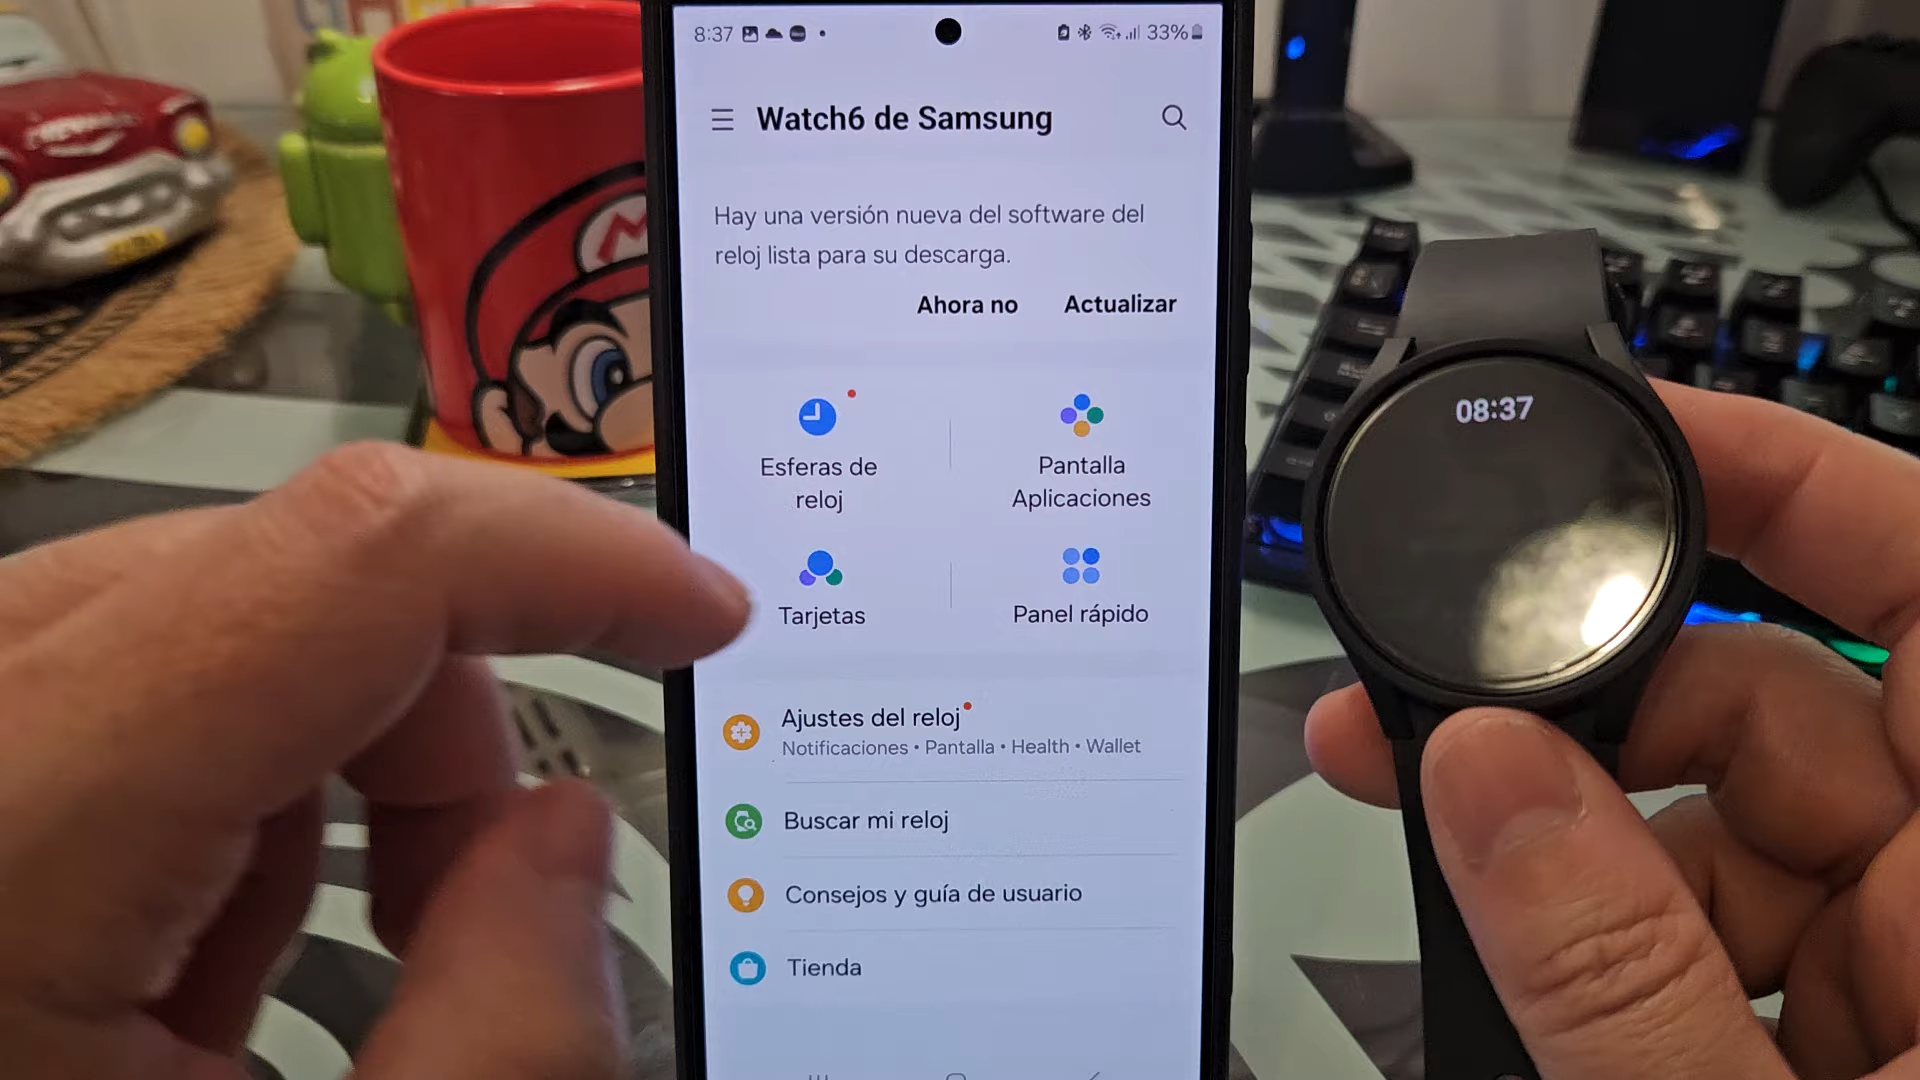 8:37
33%
Watch6 de Samsung
Hay una versión nueva del software del
reloj lista para su descarga.
Ahora no
Actualizar
Esferas de
reloj
Pantalla
Aplicaciones
Tarjetas
Panel rápido
Ajustes del reloj
Notificaciones • Pantalla • Health • Wallet
Buscar mi reloj
Consejos y guía de usuario
Tienda
08:37
M